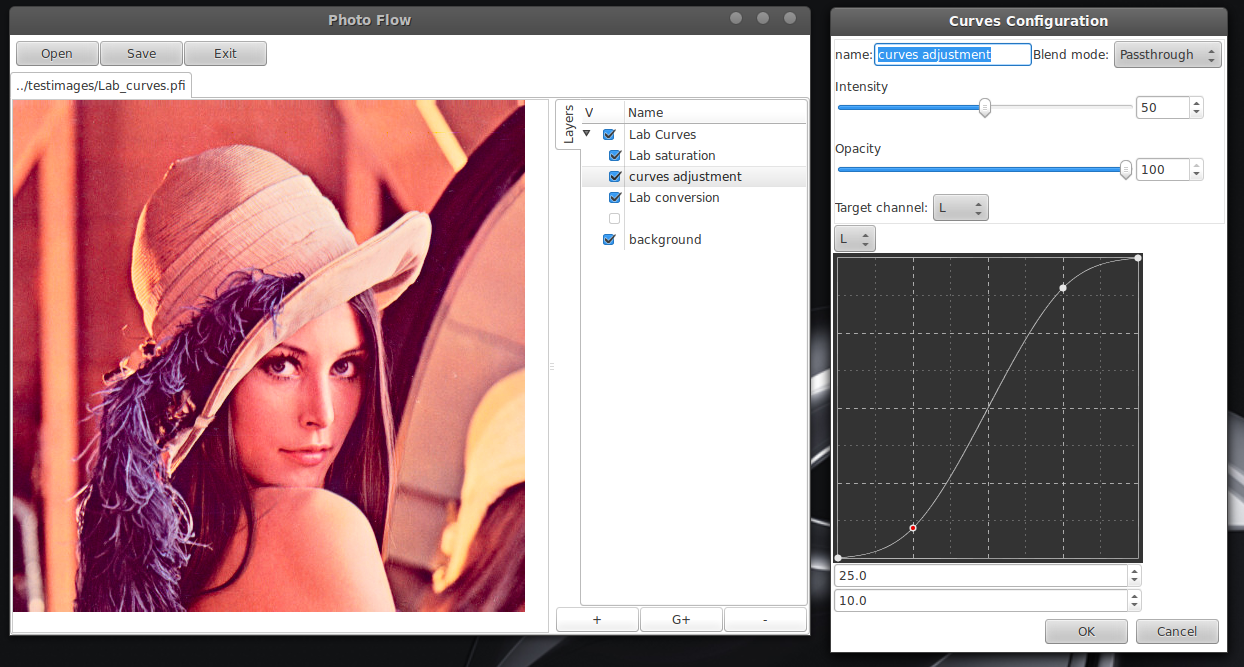 Photo Flow
Open Save Exit
../testimages/Lab_curves.pfi
Layers
V Name
Lab Curves
Lab saturation
curves adjustment
Lab conversion
background
+ G+ -
Curves Configuration
name: curves adjustment Blend mode: Passthrough
Intensity
50
Opacity
100
Target channel: L
L
25.0
10.0
OK Cancel